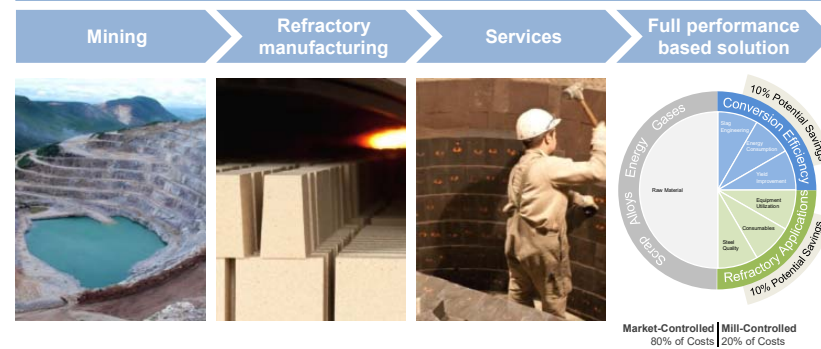 Mining
Refractory
manufacturing
Services
Full performance
based solution
10% Potential Savings
Conversion Efficiency
Slag
Engineering
Energy
Consumption
Yield
Improvement
Scrap Alloys Energy Gases
Raw Material
Equipment
Utilization
Consumables
Steel
Quality
Refractory Applications
10% Potential Savings
Market-Controlled | Mill-Controlled
80% of Costs | 20% of Costs